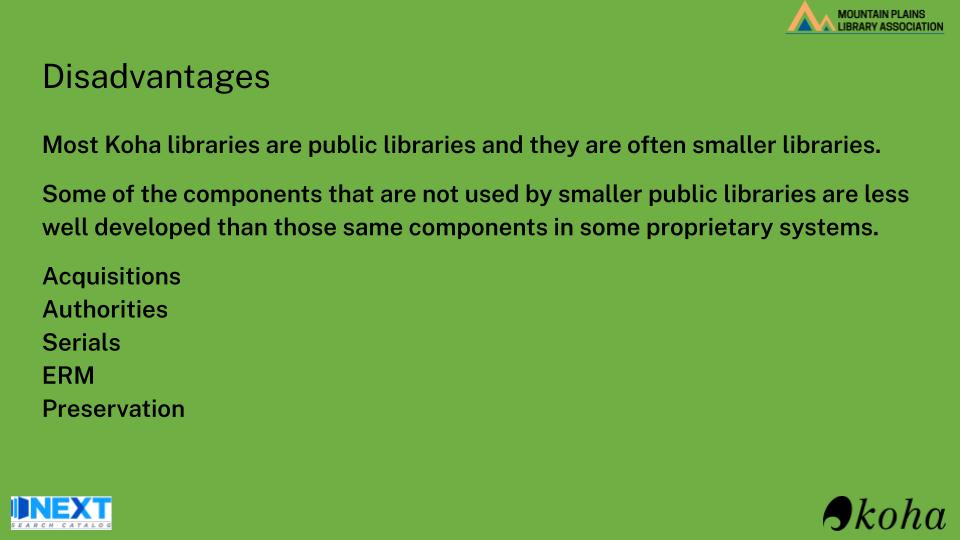 MOUNTAIN PLAINS
LIBRARY ASSOCIATION
Disadvantages
Most Koha libraries are public libraries and they are often smaller libraries.
Some of the components that are not used by smaller public libraries are less
well developed than those same components in some proprietary systems.
Acquisitions
Authorities
Serials
ERM
Preservation
NEXT
SEARCH CATALOG
koha